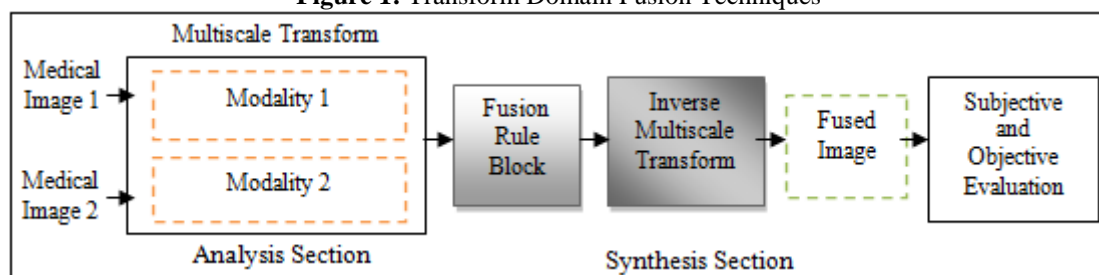 Figure 1. Transform Domain Fusion Techniques
Multiscale Transform
Medical
Image 1
Modality 1
Medical
Image 2
Modality 2
Analysis Section
Fusion
Rule
Block
Inverse
Multiscale
Transform
Fused
Image
Subjective
and
Objective
Evaluation
Synthesis Section